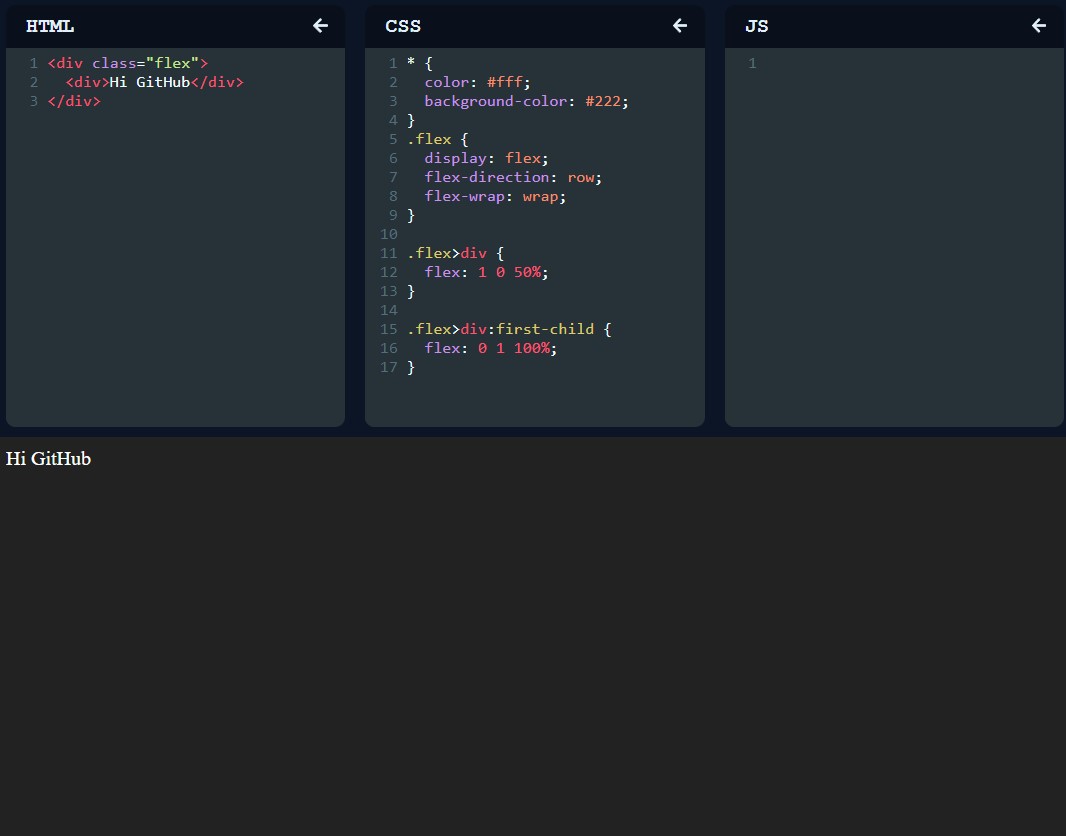 HTML
1 <div class="flex">
2   <div>Hi GitHub</div>
3 </div>
CSS
1 * {
2   color: #fff;
3   background-color: #222;
4 }
5 .flex {
6   display: flex;
7   flex-direction: row;
8   flex-wrap: wrap;
9 }
10
11 .flex>div {
12   flex: 1 0 50%;
13 }
14
15 .flex>div:first-child {
16   flex: 0 1 100%;
17 }
JS
1
Hi GitHub